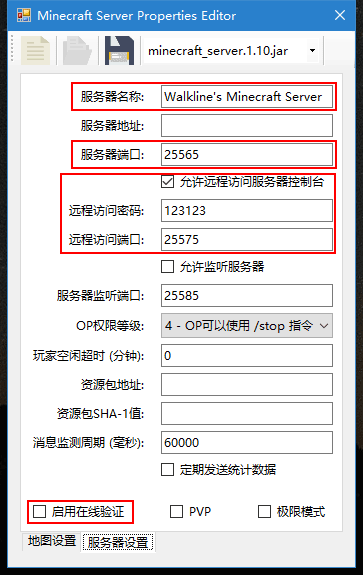 Minecraft Server Properties Editor
minecraft_server.1.10.jar
服务器名称: Walkline's Minecraft Server
服务器地址:
服务器端口: 25565
允许远程访问服务器控制台
远程访问密码: 123123
远程访问端口: 25575
允许监听服务器
服务器监听端口: 25585
OP权限等级: 4 - OP可以使用 /stop 指令
玩家空闲超时 (分钟): 0
资源包地址:
资源包SHA-1值:
消息监测周期 (毫秒): 60000
定期发送统计数据
启用在线验证 PVP 极限模式
地图设置 服务器设置